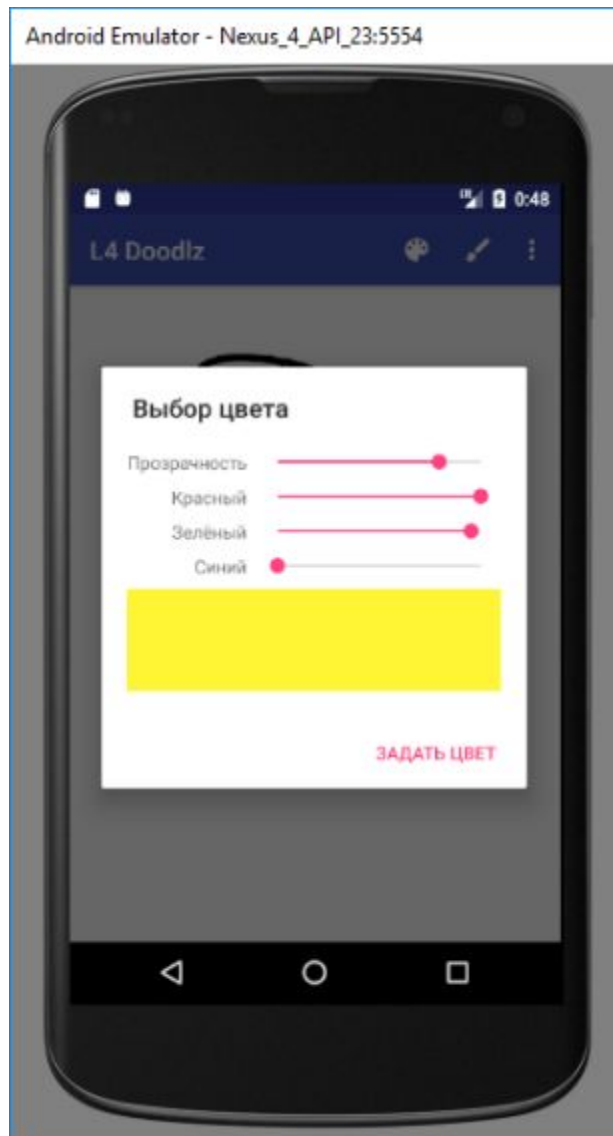 Android Emulator - Nexus_4_API_23:5554
0:48
L4 Doodlz
Выбор цвета
Прозрачность
Красный
Зелёный
Синий
ЗАДАТЬ ЦВЕТ